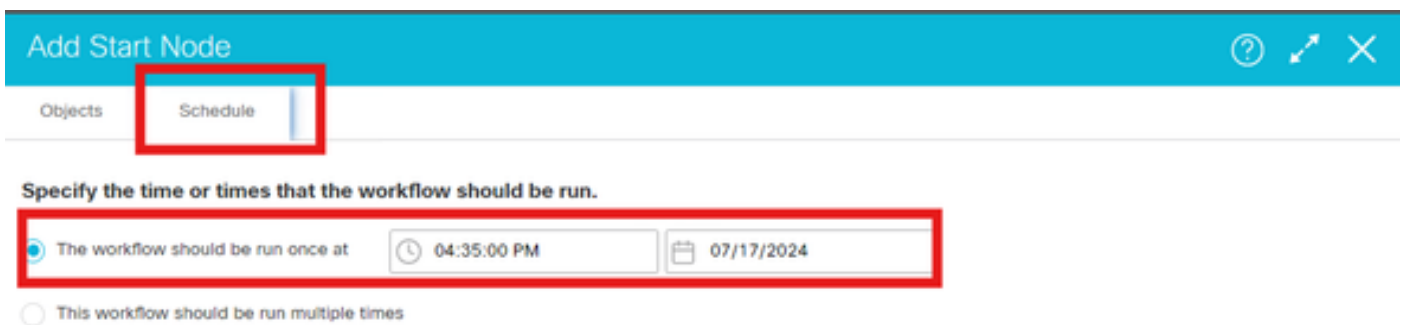 Add Start Node
Objects Schedule
Specify the time or times that the workflow should be run.
The workflow should be run once at 04:35:00 PM 07/17/2024
This workflow should be run multiple times